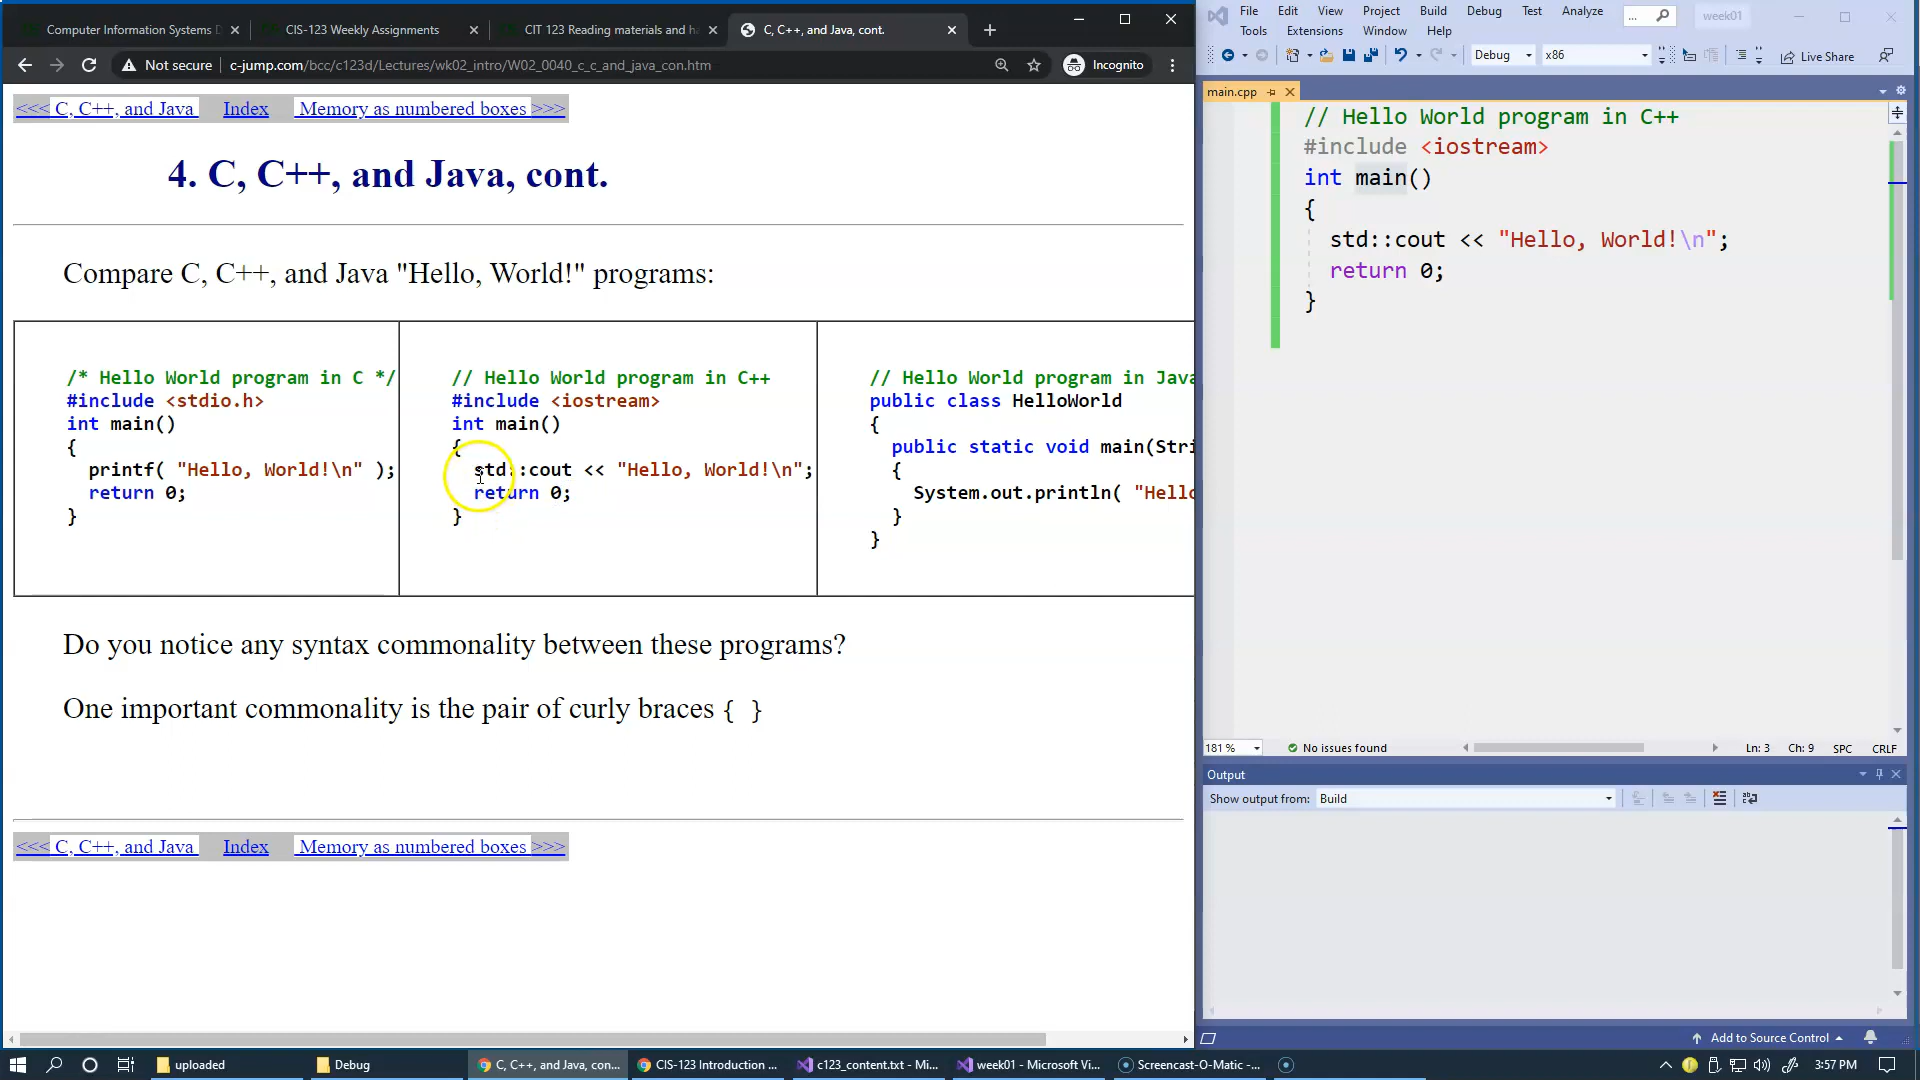 Computer Information Systems D
CIS-123 Weekly Assignments
CIT 123 Reading materials and h
C, C++, and Java, cont.
Not secure
c-jump.com/bcc/c123d/Lectures/wk02_intro/W02_0040_c_c_and_java_con.htm
Incognito
<<< C, C++, and Java Index Memory as numbered boxes >>>
4. C, C++, and Java, cont.
Compare C, C++, and Java "Hello, World!" programs:
/* Hello World program in C */
#include <stdio.h>
int main()
{
printf( "Hello, World!\n" );
return 0;
}
// Hello World program in C++
#include <iostream>
int main()
{
std::cout << "Hello, World!\n";
return 0;
}
// Hello World program in Java
public class HelloWorld
{
public static void main(Stri
{
System.out.println( "Hello
}
}
Do you notice any syntax commonality between these programs?
One important commonality is the pair of curly braces { }
<<< C, C++, and Java Index Memory as numbered boxes >>>
File Edit View Project Build Debug Test Analyze
... week01
Tools Extensions Window Help
Debug x86 Live Share
main.cpp
// Hello World program in C++
#include <iostream>
int main()
{
std::cout << "Hello, World!\n";
return 0;
}
181 % No issues found Ln: 3 Ch: 9 SPC CRLF
Output
Show output from: Build
Add to Source Control
uploaded
Debug
C, C++, and Java, con...
CIS-123 Introduction ...
c123_content.txt - Mi...
week01 - Microsoft Vi...
Screencast-O-Matic -...
3:57 PM